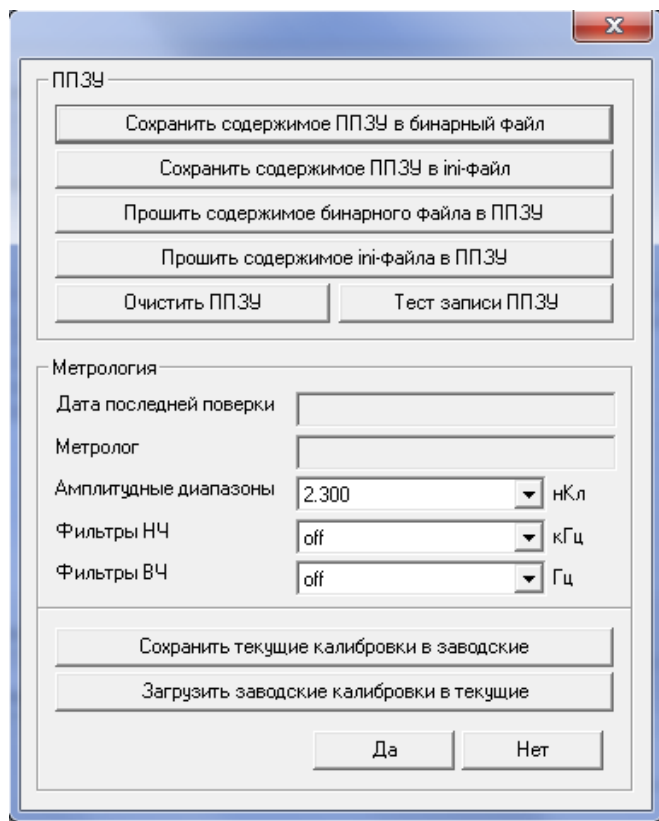 ППЗУ
Сохранить содержимое ППЗУ в бинарный файл
Сохранить содержимое ППЗУ в ini-файл
Прошить содержимое бинарного файла в ППЗУ
Прошить содержимое ini-файла в ППЗУ
Очистить ППЗУ Тест записи ППЗУ
Метрология
Дата последней поверки
Метролог
Амплитудные диапазоны 2.300 нКл
Фильтры НЧ off кГц
Фильтры ВЧ off Гц
Сохранить текущие калибровки в заводские
Загрузить заводские калибровки в текущие
Да Нет